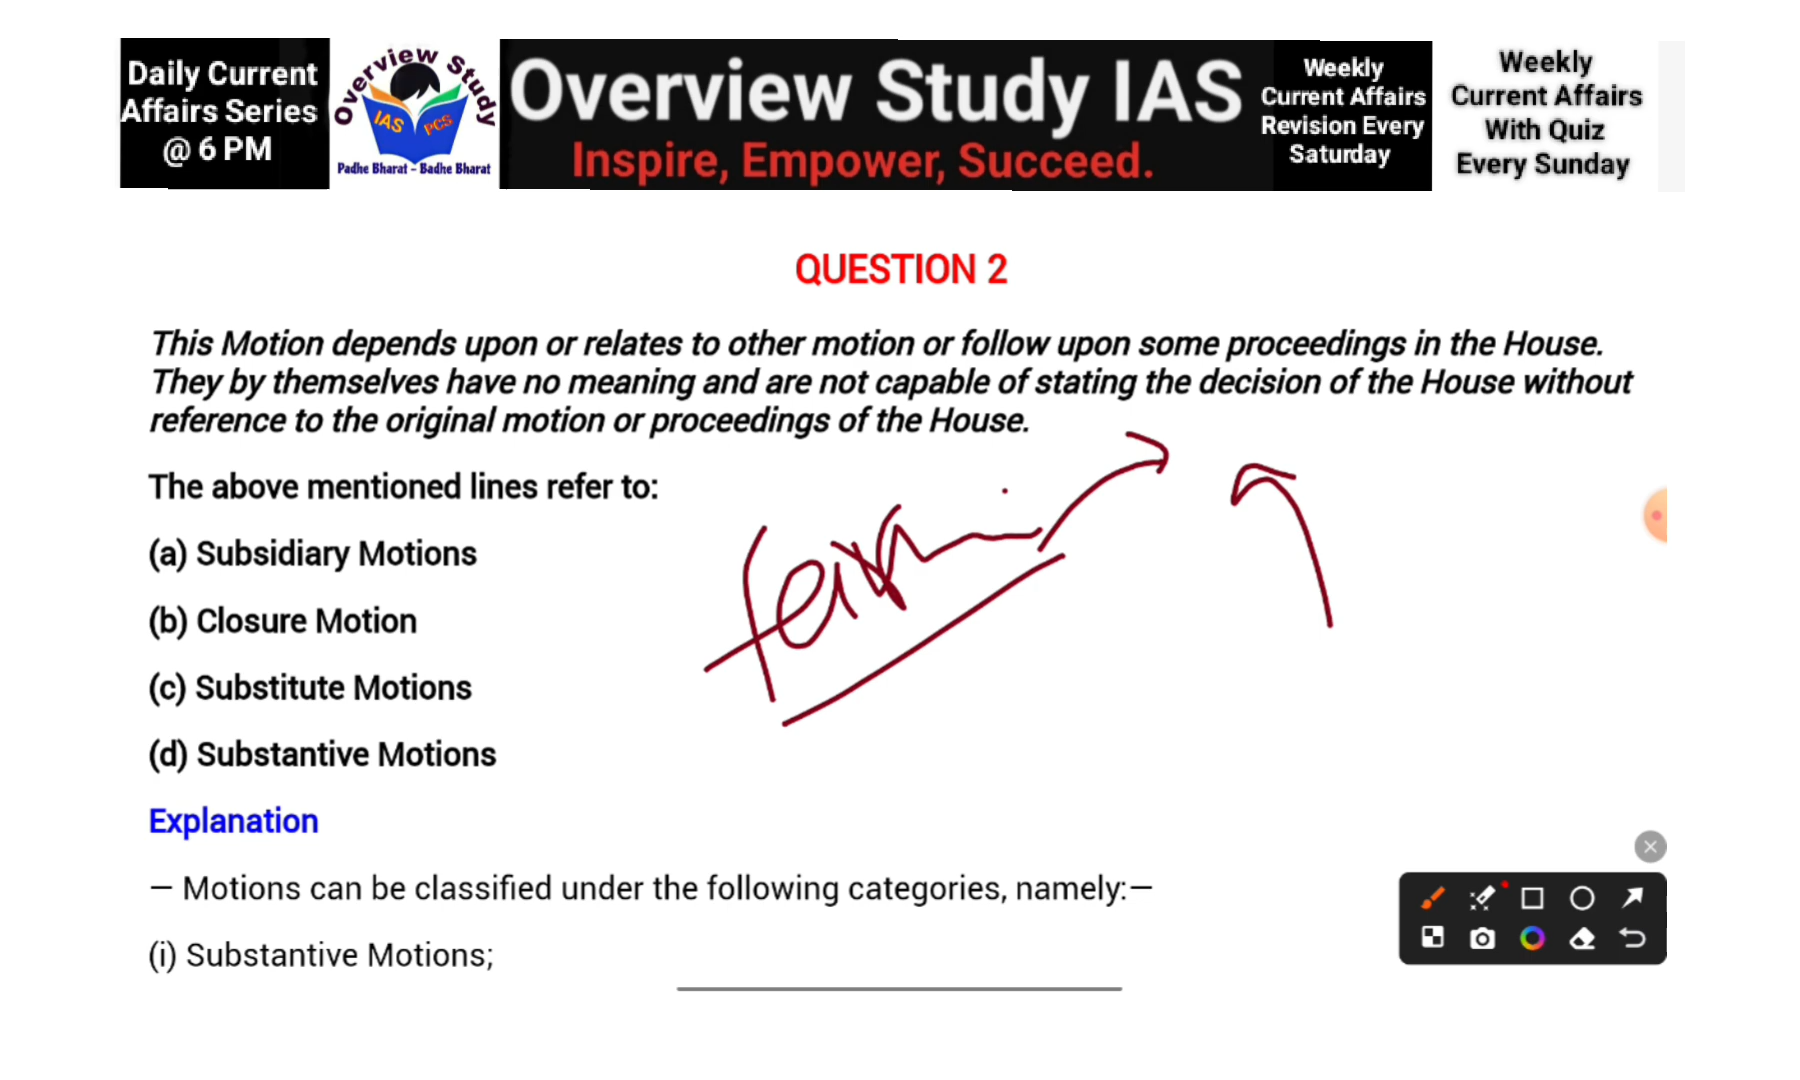 Daily Current
Affairs Series
@ 6 PM
Overview Study
IAS PCS
Padhe Bharat - Badhe Bharat
Overview Study IAS
Inspire, Empower, Succeed.
Weekly
Current Affairs
Revision Every
Saturday
Weekly
Current Affairs
With Quiz
Every Sunday
QUESTION 2
This Motion depends upon or relates to other motion or follow upon some proceedings in the House.
They by themselves have no meaning and are not capable of stating the decision of the House without
reference to the original motion or proceedings of the House.
The above mentioned lines refer to:
(a) Subsidiary Motions
(b) Closure Motion
(c) Substitute Motions
(d) Substantive Motions
Explanation
— Motions can be classified under the following categories, namely:—
(i) Substantive Motions;